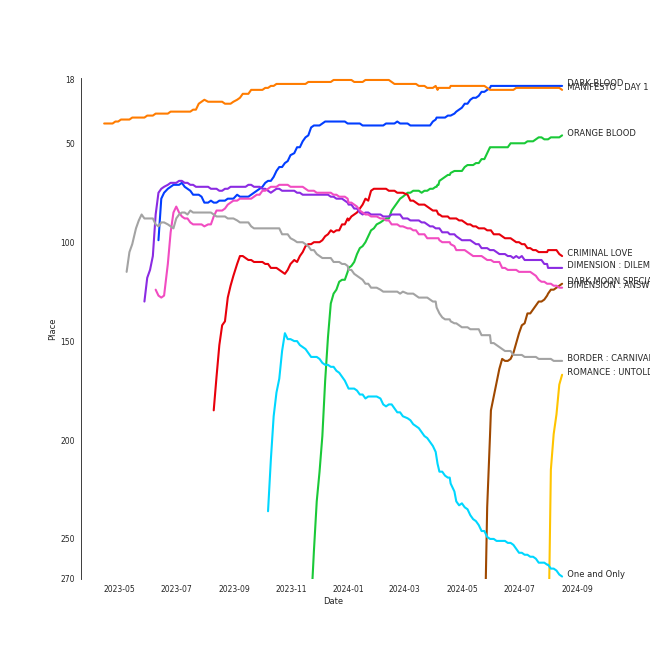 18
50
100
150
200
250
270
Place
2023-05
2023-07
2023-09
2023-11
2024-01
2024-03
2024-05
2024-07
2024-09
Date
DARK BLOOD
MANIFESTO : DAY 1
ORANGE BLOOD
CRIMINAL LOVE
DIMENSION : DILEM
DARK MOON SPECIA
DIMENSION : ANSW
BORDER : CARNIVAL
ROMANCE : UNTOLD
One and Only